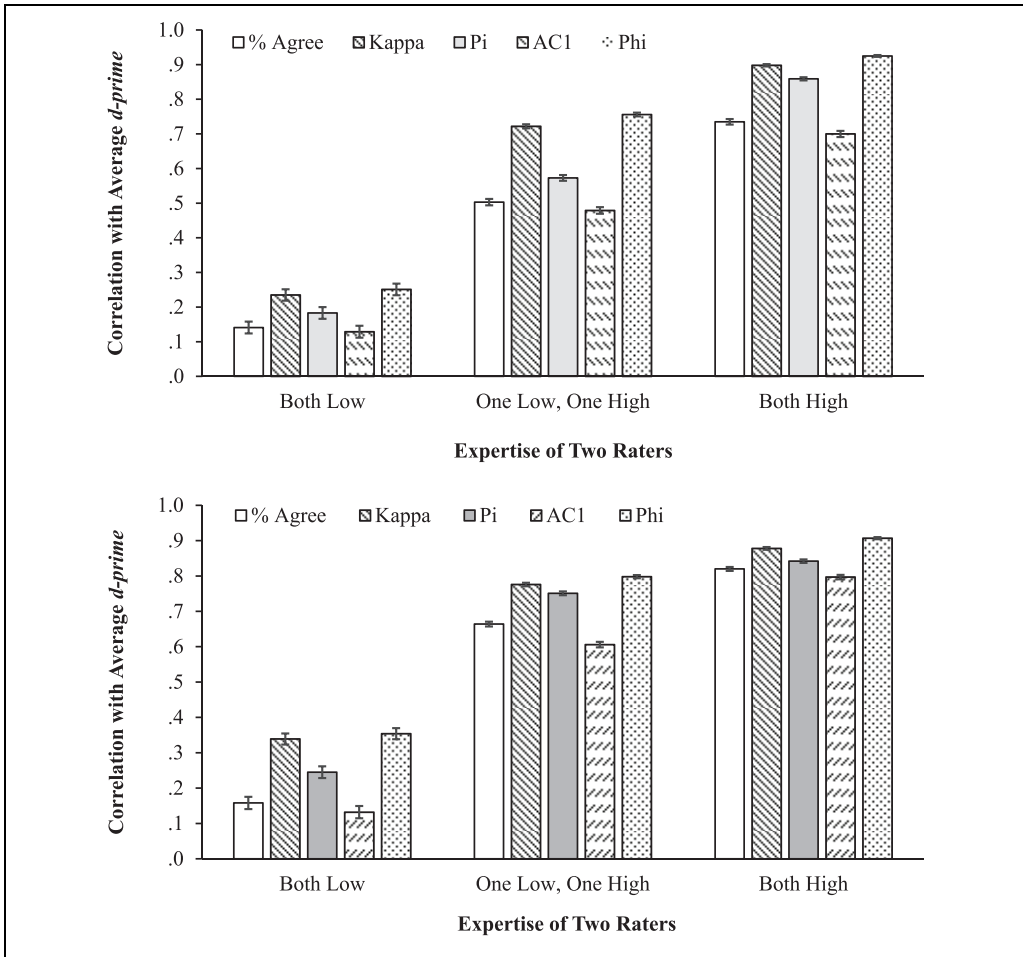 % Agree Kappa Pi AC1 Phi
1.0
.9
.8
.7
.6
.5
.4
.3
.2
.1
.0
Correlation with Average d-prime
Both Low One Low, One High Both High
Expertise of Two Raters
% Agree Kappa Pi AC1 Phi
1.0
.9
.8
.7
.6
.5
.4
.3
.2
.1
.0
Correlation with Average d-prime
Both Low One Low, One High Both High
Expertise of Two Raters